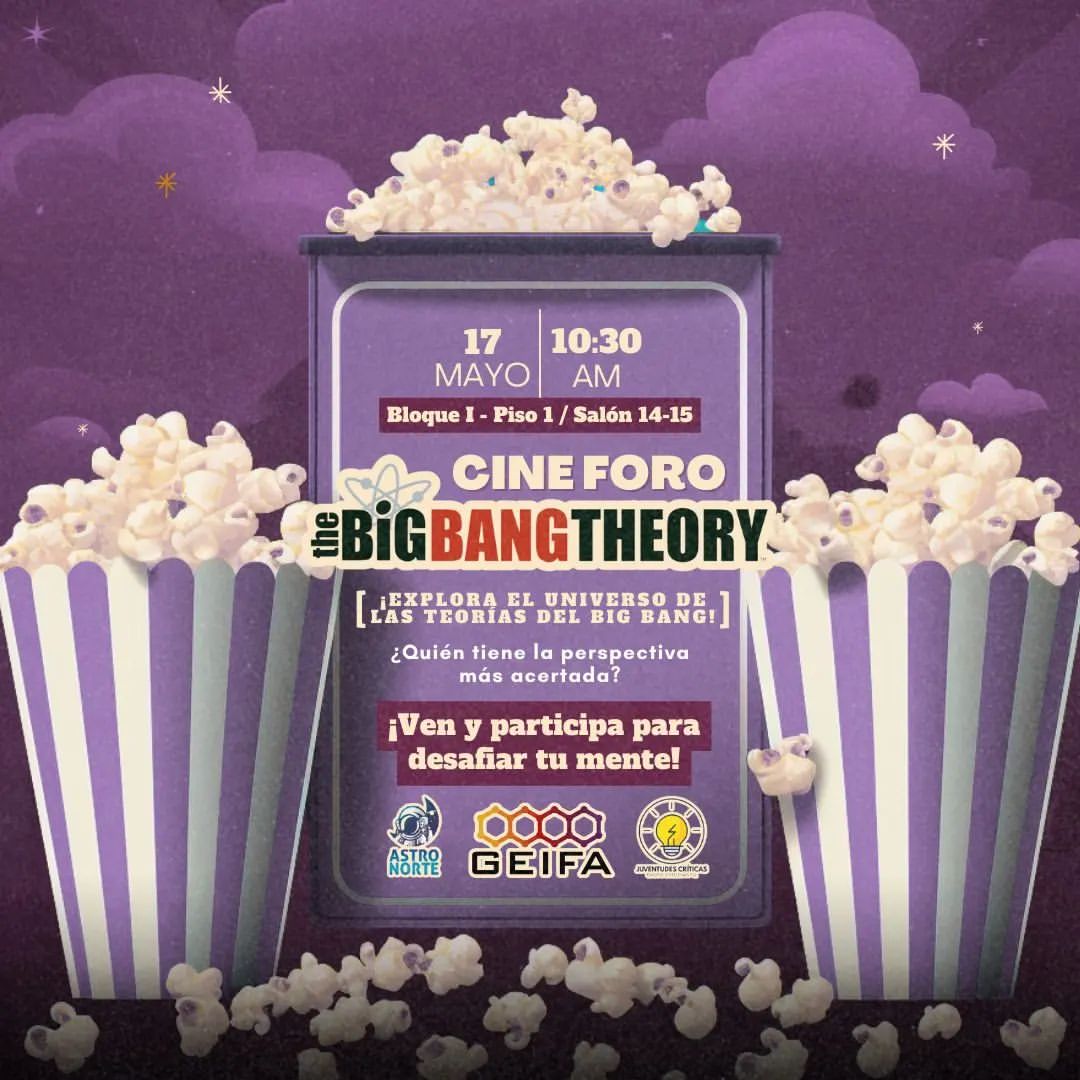 17
MAYO
10:30
AM
Bloque I - Piso 1 / Salón 14-15
CINE FORO
the BiG BANG THEORY
[¡EXPLORA EL UNIVERSO DE
LAS TEORÍAS DEL BIG BANG!]
¿Quién tiene la perspectiva
más acertada?
¡Ven y participa para
desafiar tu mente!
ASTRO
NORTE
GEIFA
JUVENTUDES CRÍTICAS